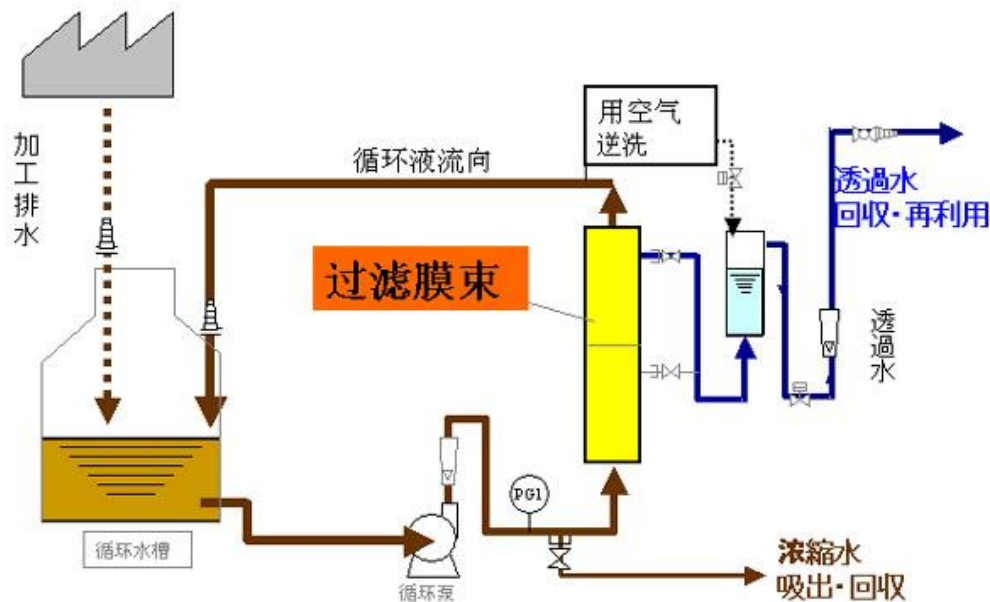 加工排水
循环液流向
用空气
逆洗
透過水
回収·再利用
过滤膜束
透過水
PG1
循环水槽
循环泵
浓縮水
吸出·回収